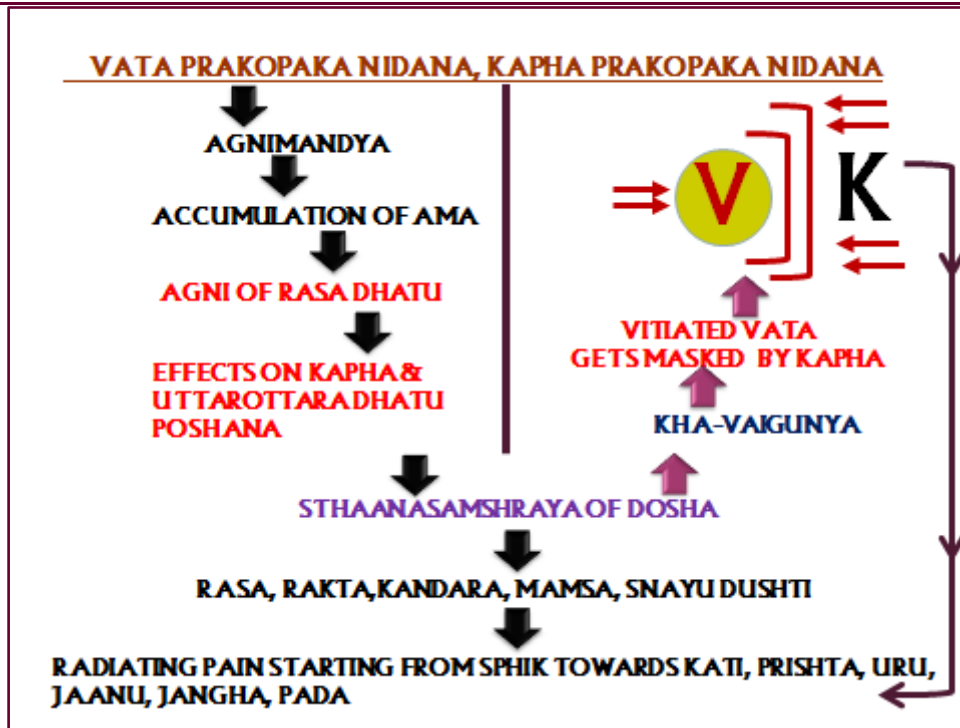 VATA PRAKOPAKA NIDANA, KAPHA PRAKOPAKA NIDANA
AGNIMANDYA
ACCUMULATION OF AMA
AGNI OF RASA DHATU
EFFECTS ON KAPHA &
UTTAROTTARA DHATU
POSHANA
V
K
VITIATED VATA
GETS MASKED BY KAPHA
KHA-VAIGUNYA
STHAANASAMSHRAYA OF DOSHA
RASA, RAKTA, KANDARA, MAMSA, SNAYU DUSHTI
RADIATING PAIN STARTING FROM SPHIK TOWARDS KATI, PRISHTA, URU,
JAANU, JANGHA, PADA